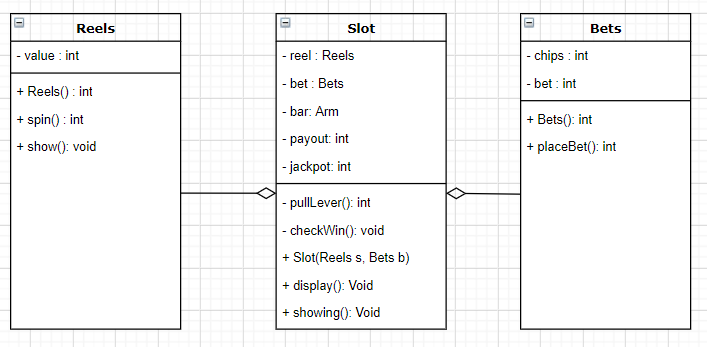 Reels
- value : int
+ Reels() : int
+ spin() : int
+ show(): void
Slot
- reel : Reels
- bet : Bets
- bar: Arm
- payout: int
- jackpot: int
- pullLever(): int
- checkWin(): void
+ Slot(Reels s, Bets b)
+ display(): Void
+ showing(): Void
Bets
- chips : int
- bet : int
+ Bets(): int
+ placeBet(): int